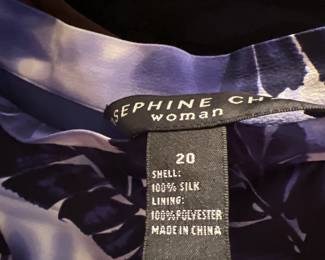 SEPHINE CH
woman
20
SHELL:
100% SILK
LINING:
100%POLYESTER
MADE IN CHINA